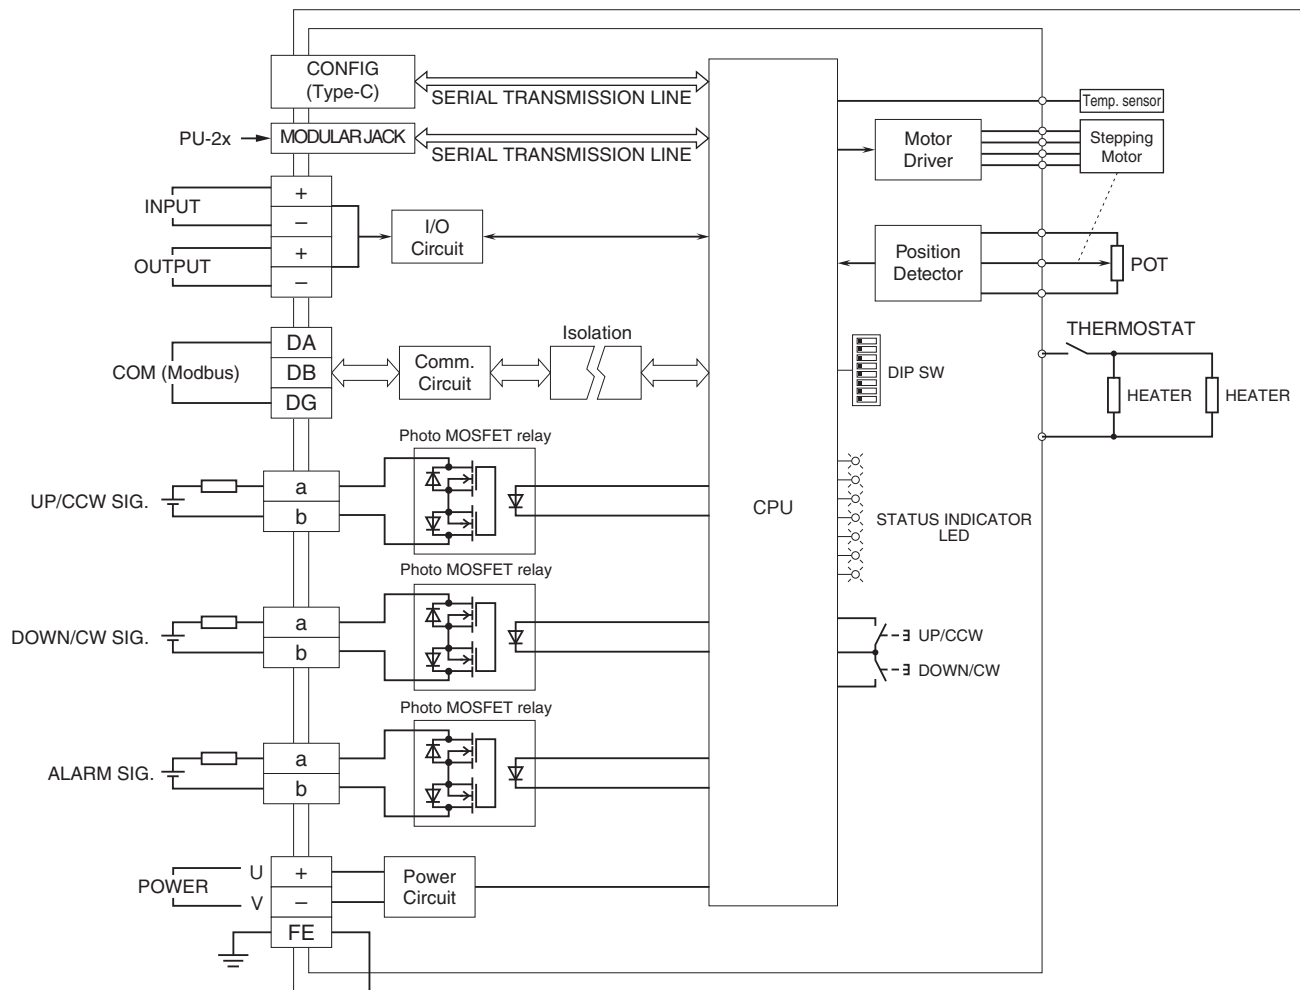 CONFIG
(Type-C)
SERIAL TRANSMISSION LINE
PU-2x
MODULAR JACK
SERIAL TRANSMISSION LINE
Temp. sensor
Motor
Driver
Stepping
Motor
INPUT
+
−
OUTPUT
+
−
I/O
Circuit
Position
Detector
POT
COM (Modbus)
DA
DB
DG
Comm.
Circuit
Isolation
DIP SW
THERMOSTAT
HEATER
HEATER
Photo MOSFET relay
UP/CCW SIG.
a
b
CPU
STATUS INDICATOR
LED
Photo MOSFET relay
DOWN/CW SIG.
a
b
UP/CCW
DOWN/CW
Photo MOSFET relay
ALARM SIG.
a
b
POWER
U
+
V
−
FE
Power
Circuit